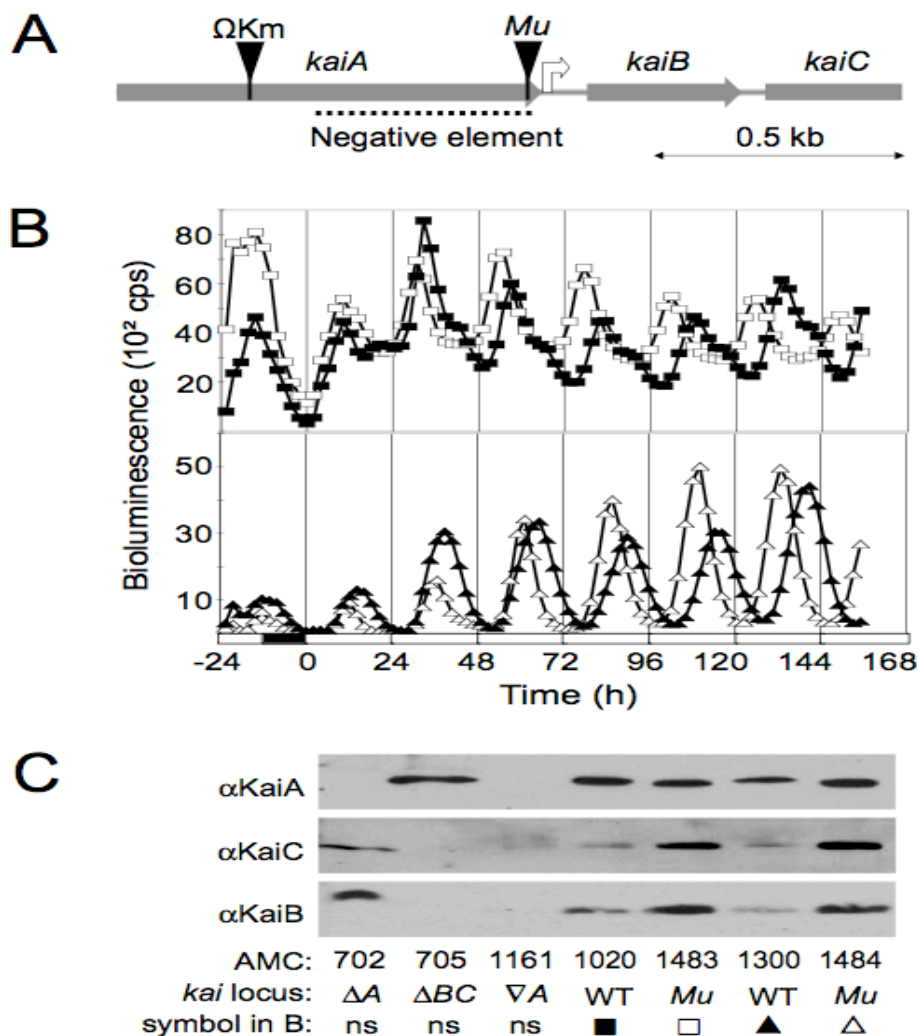 A
ΩKm Mu
kaiA kaiB kaiC
Negative element
0.5 kb
B
Bioluminescence (10² cps)
80
60
40
20
50
30
10
-24 0 24 48 72 96 120 144 168
Time (h)
C
αKaiA
αKaiC
αKaiB
AMC: 702 705 1161 1020 1483 1300 1484
kai locus: ΔA ΔBC ∇A WT Mu WT Mu
symbol in B: ns ns ns ■ □ ▲ △